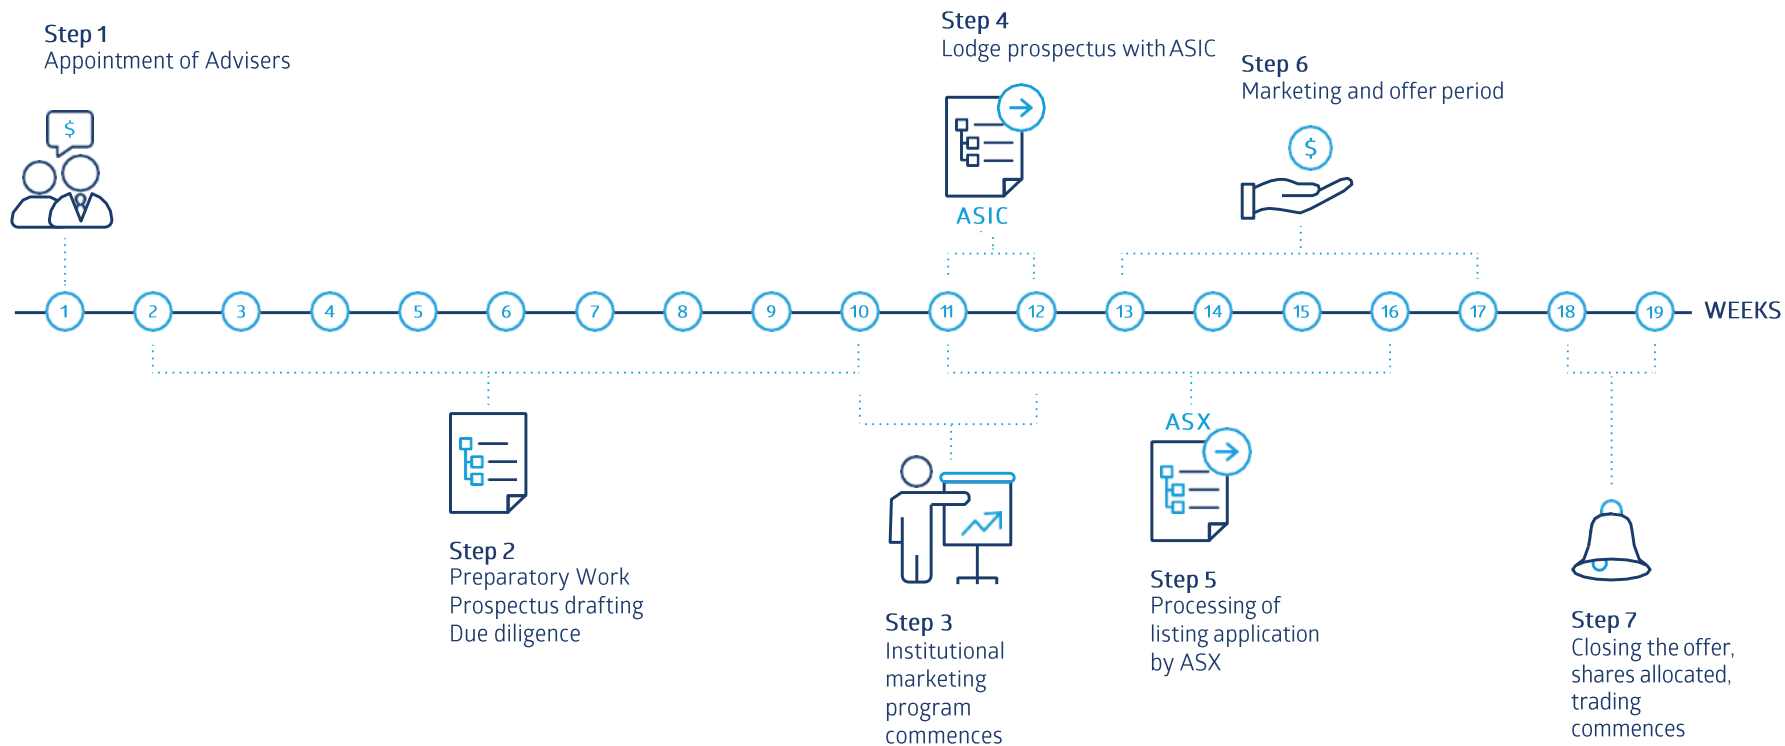 Step 1
Appointment of Advisers
$
Step 4
Lodge prospectus with ASIC
ASIC
Step 6
Marketing and offer period
$
1 2 3 4 5 6 7 8 9 10 11 12 13 14 15 16 17 18 19 WEEKS
Step 2
Preparatory Work
Prospectus drafting
Due diligence
Step 3
Institutional
marketing
program
commences
ASX
Step 5
Processing of
listing application
by ASX
Step 7
Closing the offer,
shares allocated,
trading
commences